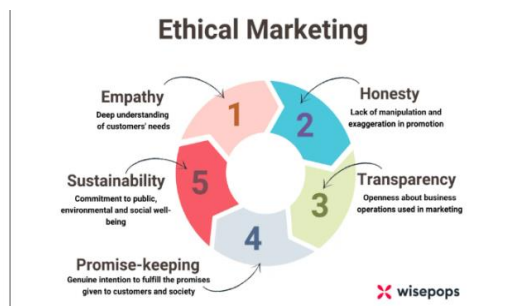 Ethical Marketing
Empathy
Deep understanding
of customers' needs
1
Honesty
Lack of manipulation and
exaggeration in promotion
2
Transparency
Openness about business
operations used in marketing
3
Promise-keeping
Genuine intention to fulfill the promises
given to customers and society
4
Sustainability
Commitment to public,
environmental and social well-
being
5
wisepops